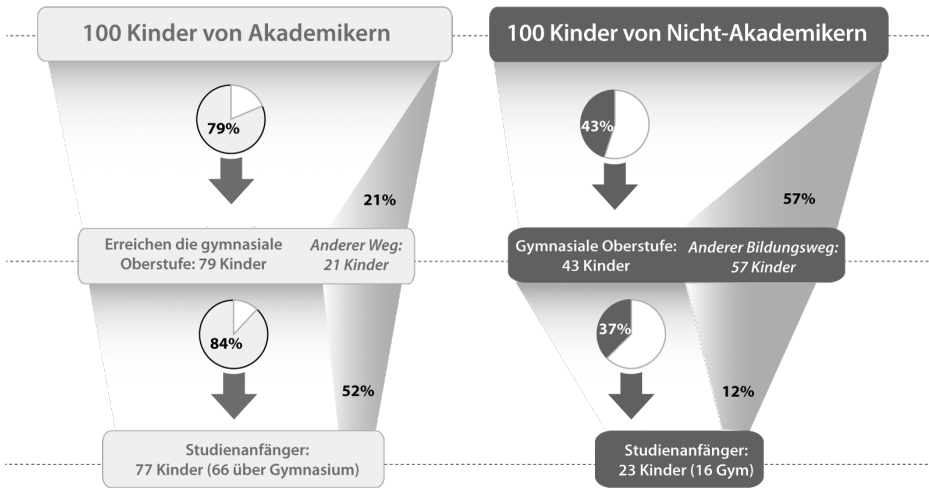 100 Kinder von Akademikern
79%
21%
Erreichen die gymnasiale
Oberstufe: 79 Kinder
Anderer Weg:
21 Kinder
84%
52%
Studienanfänger:
77 Kinder (66 über Gymnasium)
100 Kinder von Nicht-Akademikern
43%
57%
Gymnasiale Oberstufe:
43 Kinder
Anderer Bildungsweg:
57 Kinder
37%
12%
Studienanfänger:
23 Kinder (16 Gym)